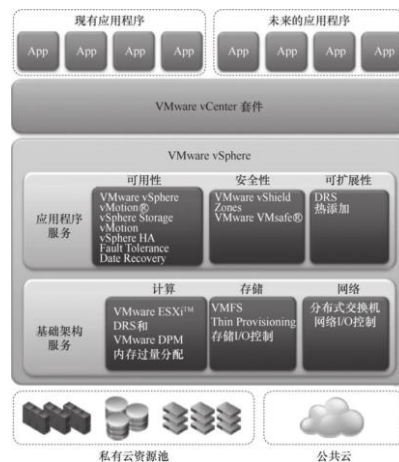 现有应用程序
未来的应用程序
App App App App
App App App App
VMware vCenter 套件
VMware vSphere
应用程序
服务
可用性
VMware vSphere
vMotion®
vSphere Storage
vMotion
vSphere HA
Fault Tolerance
Date Recovery
安全性
VMware vShield
Zones
VMware VMsafe®
可扩展性
DRS
热添加
基础架构
服务
计算
VMware ESXi™
DRS和
VMware DPM
内存过量分配
存储
VMFS
Thin Provisioning
存储I/O控制
网络
分布式交换机
网络I/O控制
私有云资源池
公共云